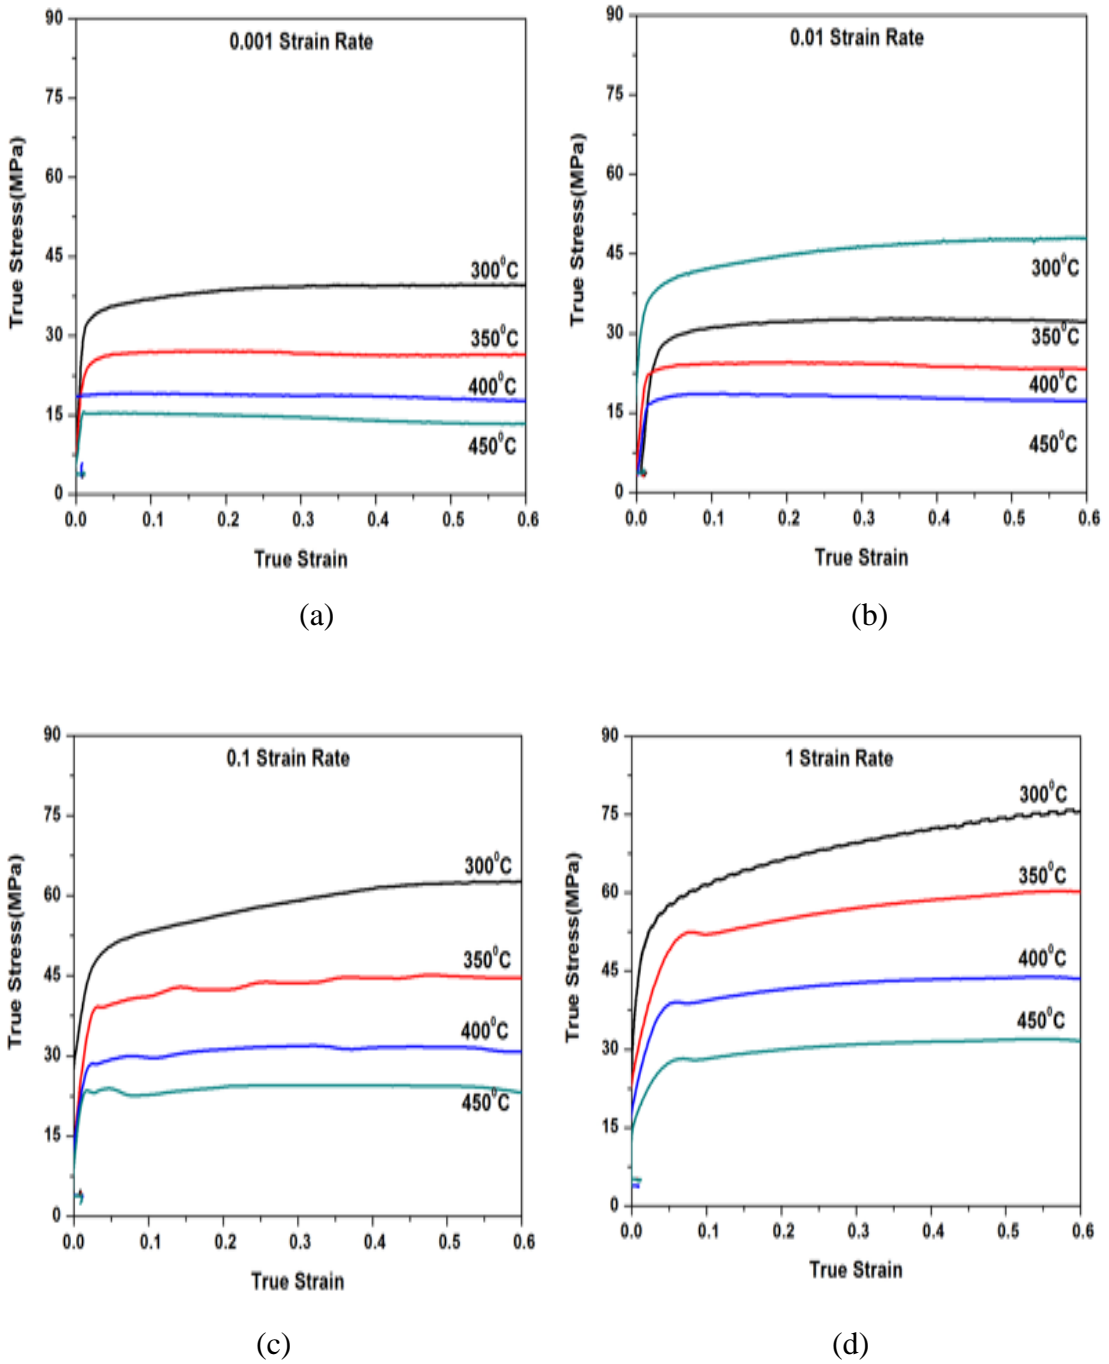 0.001 Strain Rate
90
75
60
45
30
15
0
True Stress(MPa)
300⁰C
350⁰C
400⁰C
450⁰C
0.0 0.1 0.2 0.3 0.4 0.5 0.6
True Strain
(a)
0.01 Strain Rate
90
75
60
45
30
15
0
True Stress(MPa)
300⁰C
350⁰C
400⁰C
450⁰C
0.0 0.1 0.2 0.3 0.4 0.5 0.6
True Strain
(b)
0.1 Strain Rate
90
75
60
45
30
15
0
True Stress(MPa)
300⁰C
350⁰C
400⁰C
450⁰C
0.0 0.1 0.2 0.3 0.4 0.5 0.6
True Strain
(c)
1 Strain Rate
90
75
60
45
30
15
0
True Stress(MPa)
300⁰C
350⁰C
400⁰C
450⁰C
0.0 0.1 0.2 0.3 0.4 0.5 0.6
True Strain
(d)